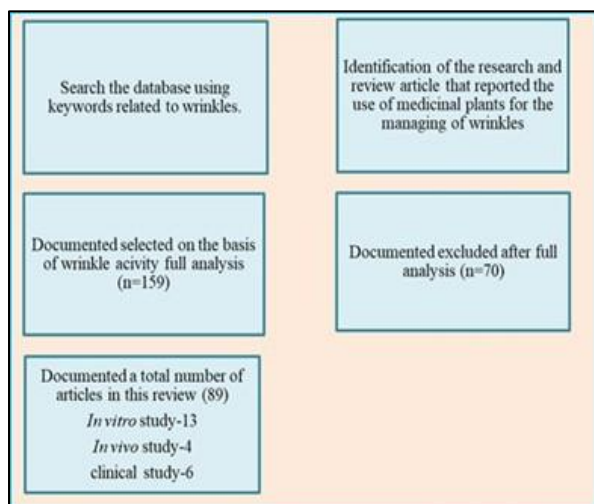 Search the database using
keywords related to wrinkles.
Identification of the research and
review article that reported the
use of medicinal plants for the
managing of wrinkles
Documented selected on the basis
of wrinkle acivity full analysis
(n=159)
Documented excluded after full
analysis (n=70)
Documented a total number of
articles in this review (89)
In vitro study-13
In vivo study-4
clinical study-6